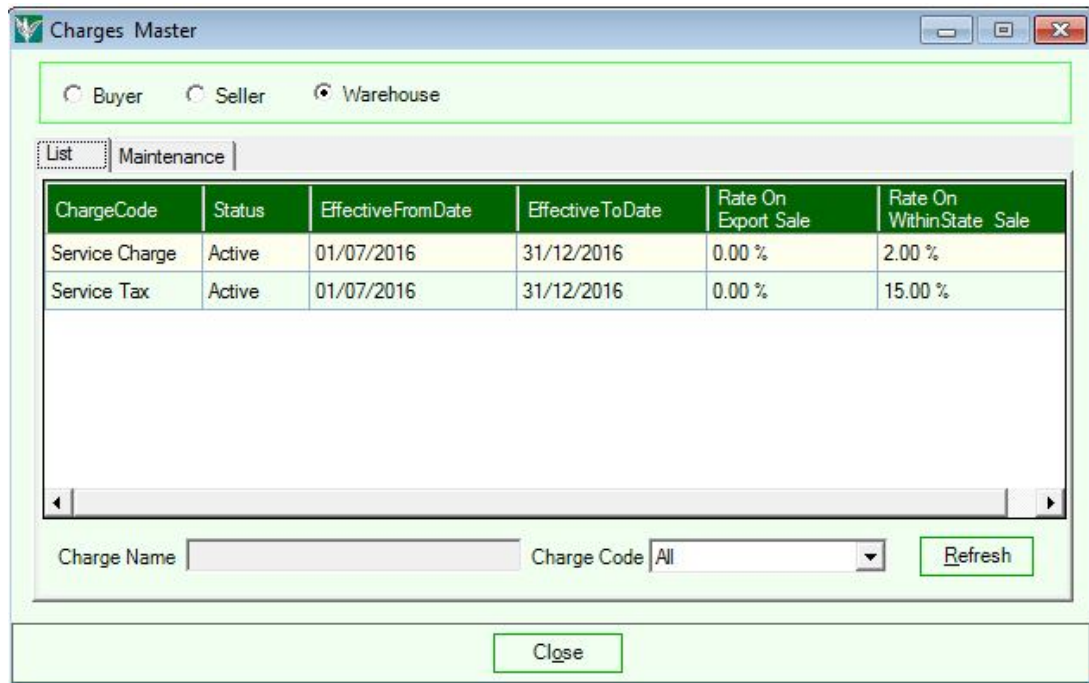 Charges Master
Buyer Seller Warehouse
List Maintenance
ChargeCode Status EffectiveFromDate EffectiveToDate Rate On Export Sale Rate On WithinState Sale
Service Charge Active 01/07/2016 31/12/2016 0.00 % 2.00 %
Service Tax Active 01/07/2016 31/12/2016 0.00 % 15.00 %
Charge Name Charge Code All Refresh
Close